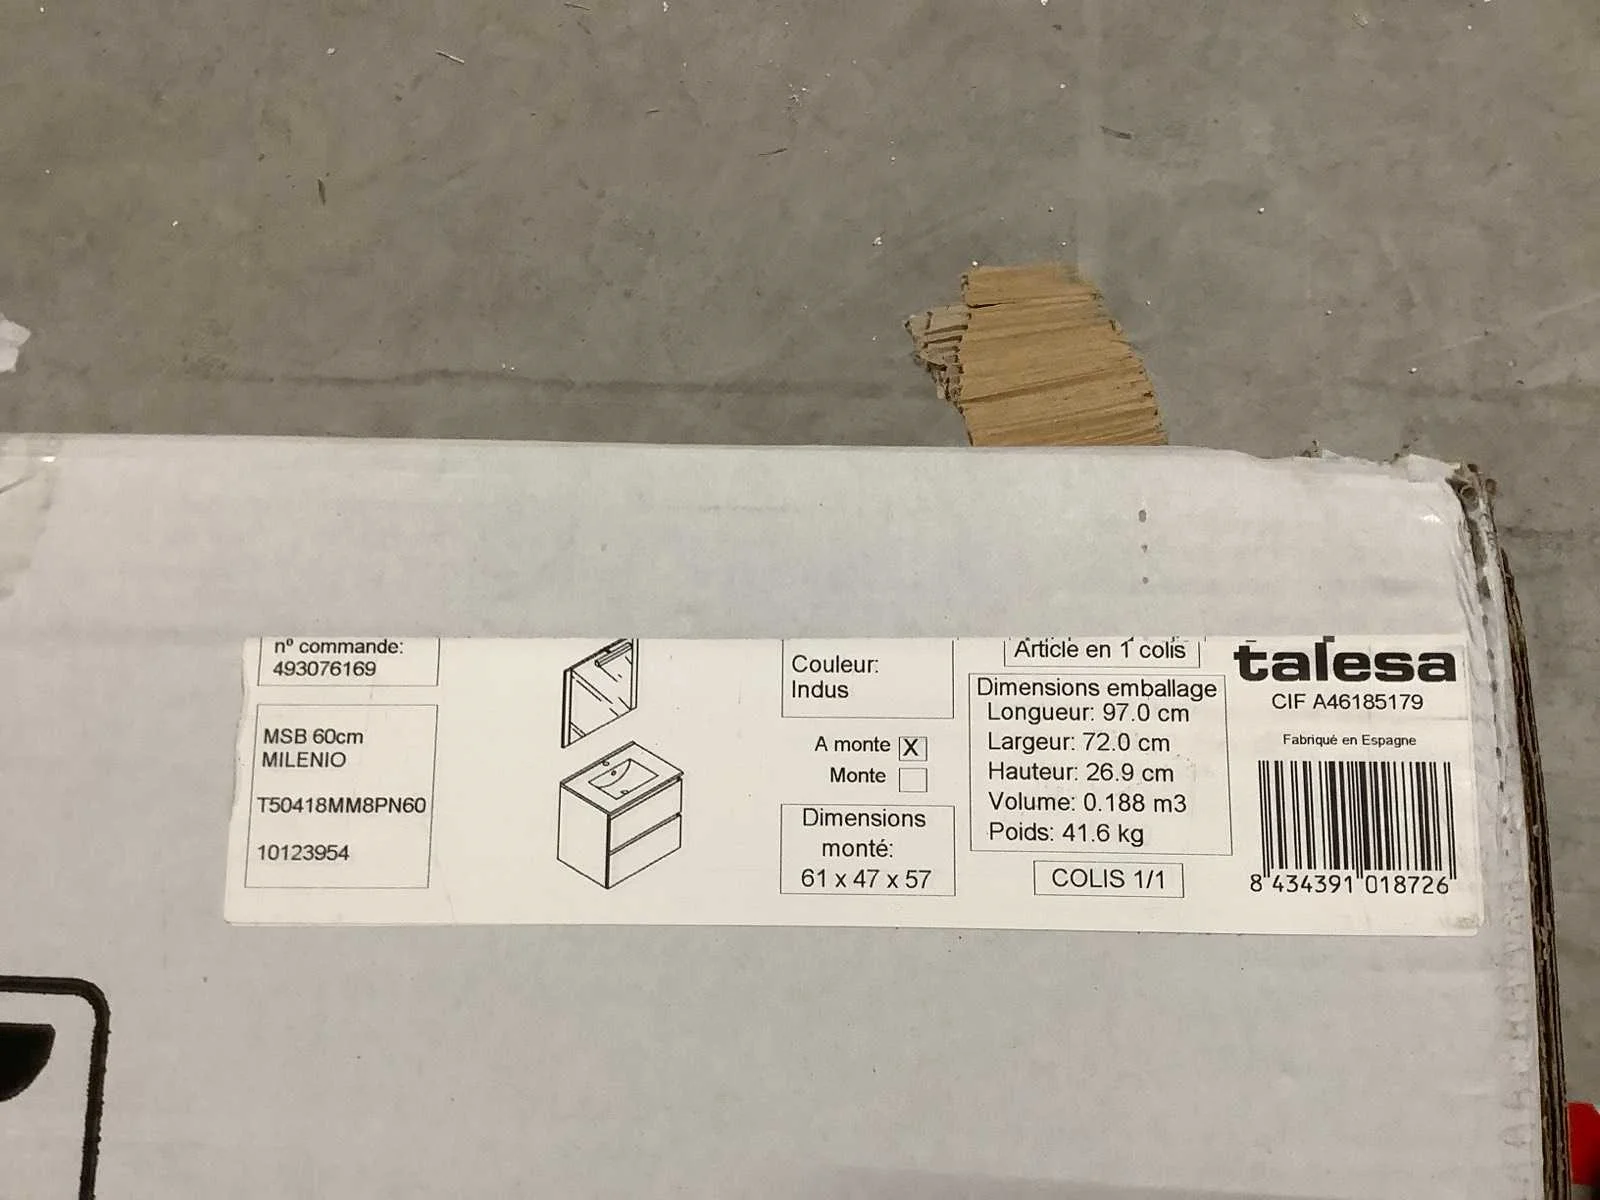 nº commande:
493076169
MSB 60cm
MILENIO
T50418MM8PN60
10123954
Couleur:
Indus
A monte X
Monte
Dimensions
monté:
61 x 47 x 57
Article en 1 colis
Dimensions emballage
Longueur: 97.0 cm
Largeur: 72.0 cm
Hauteur: 26.9 cm
Volume: 0.188 m3
Poids: 41.6 kg
COLIS 1/1
talesa
CIF A46185179
Fabriqué en Espagne
8 434391 018726